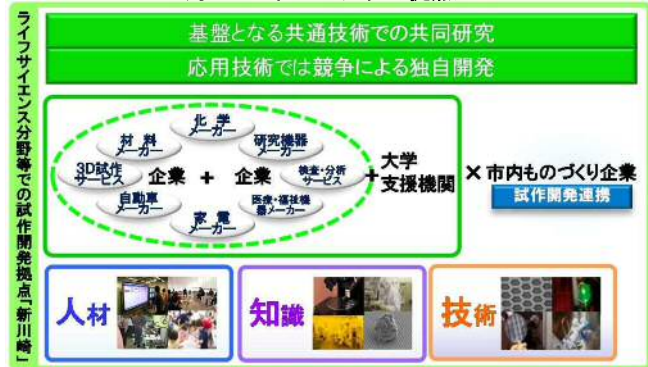 ライフサイエンス分野等での試作開発拠点「新川崎」
基盤となる共通技術での共同研究
応用技術では競争による独自開発
化学
メーカー
材料
メーカー
研究機器
メーカー
3D試作
サービス
企業 + 企業
検査・分析
サービス
自動車
メーカー
医療・福祉機
器メーカー
家電
メーカー
+
大学
支援機関
× 市内ものづくり企業
試作開発連携
人材
知識
技術